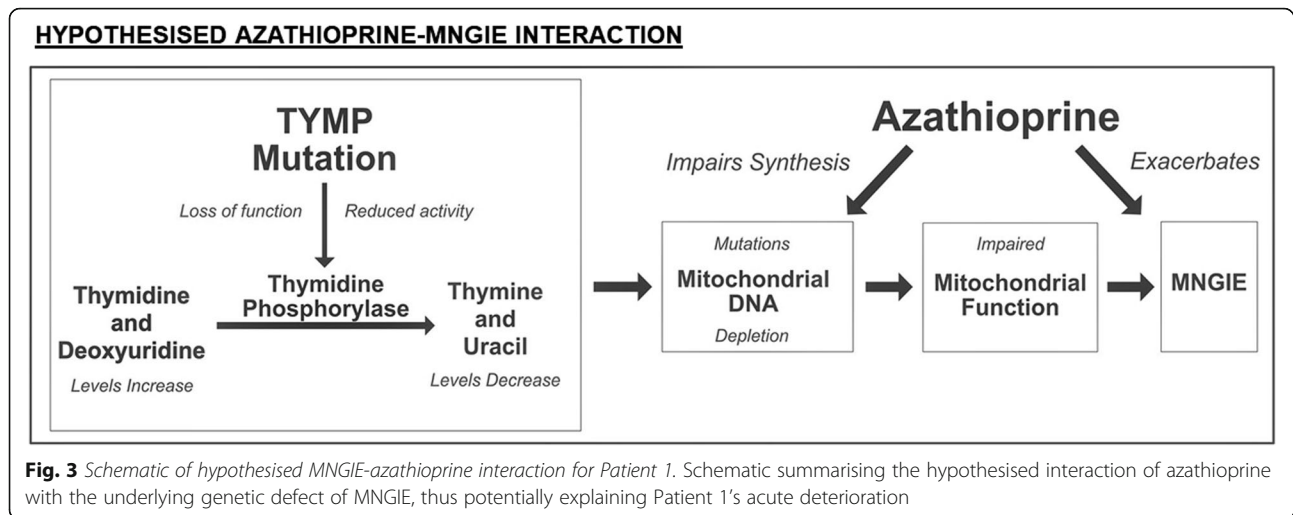 HYPOTHESISED AZATHIOPRINE-MNGIE INTERACTION
TYMP
Mutation
Loss of function
Reduced activity
Thymidine
and
Deoxyuridine
Levels Increase
Thymidine
Phosphorylase
Thymine
and
Uracil
Levels Decrease
Azathioprine
Impairs Synthesis
Exacerbates
Mutations
Mitochondrial
DNA
Depletion
Impaired
Mitochondrial
Function
MNGIE
Fig. 3 Schematic of hypothesised MNGIE-azathioprine interaction for Patient 1. Schematic summarising the hypothesised interaction of azathioprine
with the underlying genetic defect of MNGIE, thus potentially explaining Patient 1's acute deterioration